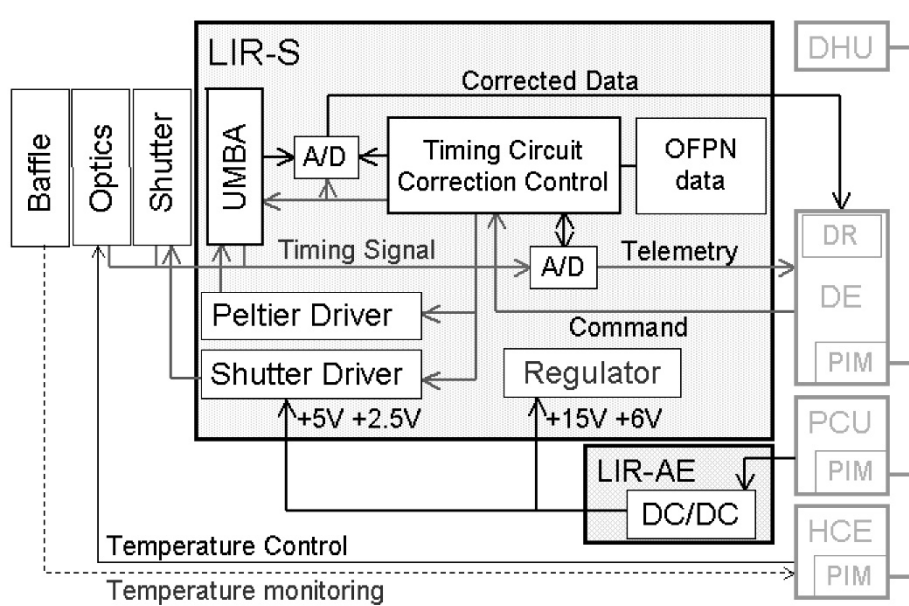 LIR-S
DHU
Corrected Data
Baffle
Optics
Shutter
UMBA
A/D
Timing Circuit
Correction Control
OFPN
data
Timing Signal
A/D
Telemetry
DR
DE
PIM
Peltier Driver
Command
Shutter Driver
Regulator
+5V +2.5V
+15V +6V
PCU
PIM
LIR-AE
DC/DC
HCE
PIM
Temperature Control
Temperature monitoring